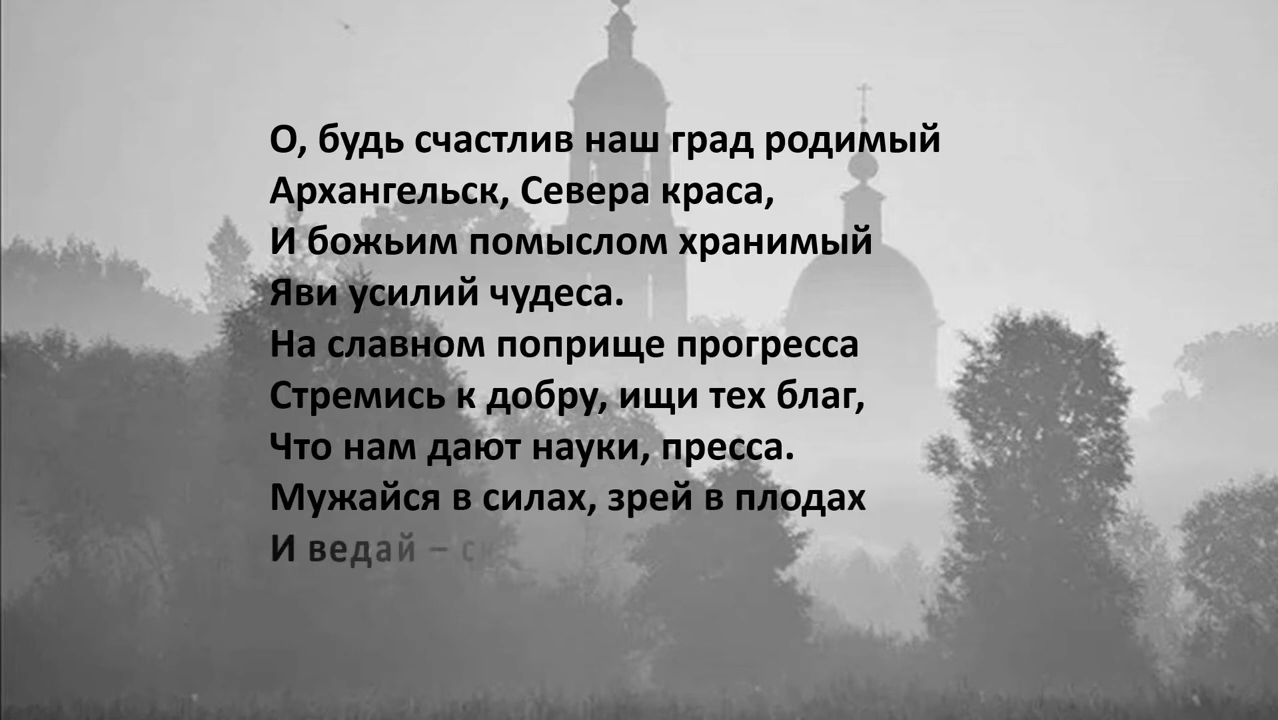 О, будь счастлив наш град родимый
Архангельск, Севера краса,
И божьим помыслом хранимый
Яви усилий чудеса.
На славном поприще прогресса
Стремись к добру, ищи тех благ,
Что нам дают науки, пресса.
Мужайся в силах, зрей в плодах
И ведай –